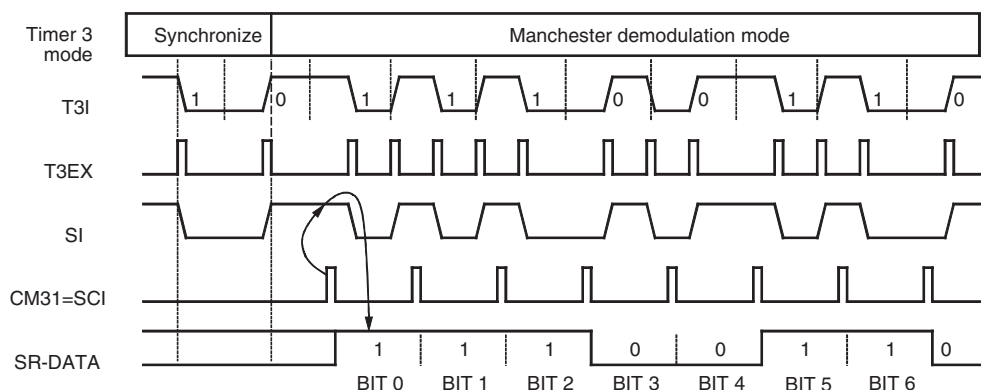 Timer 3 mode
Synchronize
Manchester demodulation mode
T3I
1 0 1 1 1 0 0 1 1 0
T3EX
SI
CM31=SCI
SR-DATA
1 1 1 0 0 1 1 0
BIT 0 BIT 1 BIT 2 BIT 3 BIT 4 BIT 5 BIT 6